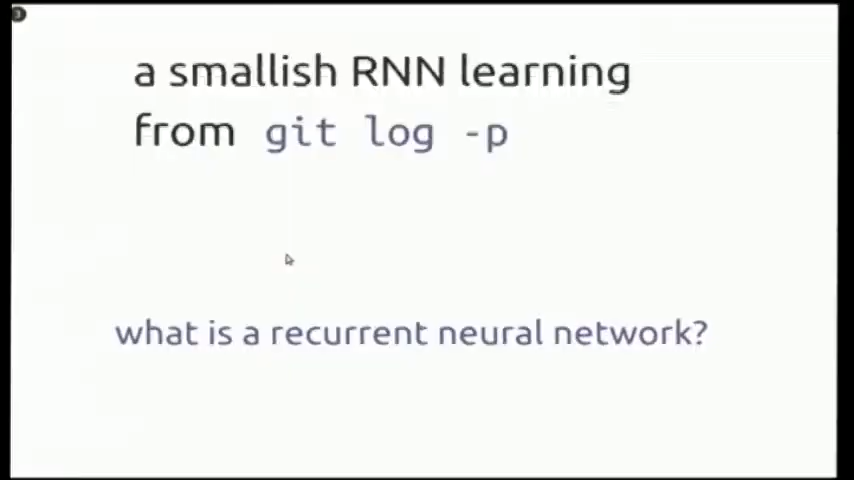 a smallish RNN learning
from git log -p
what is a recurrent neural network?